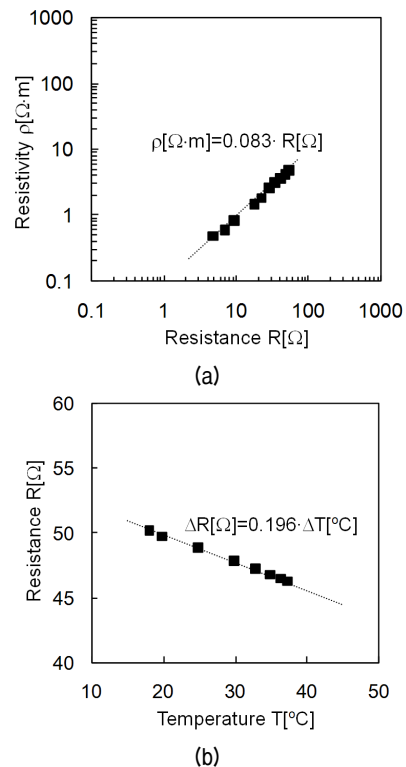 1000
100
10
1
0.1
Resistivity ρ[Ω·m]
ρ[Ω·m]=0.083· R[Ω]
0.1 1 10 100 1000
Resistance R[Ω]
(a)
60
55
50
45
40
Resistance R[Ω]
ΔR[Ω]=0.196·ΔT[ºC]
10 20 30 40 50
Temperature T[ºC]
(b)